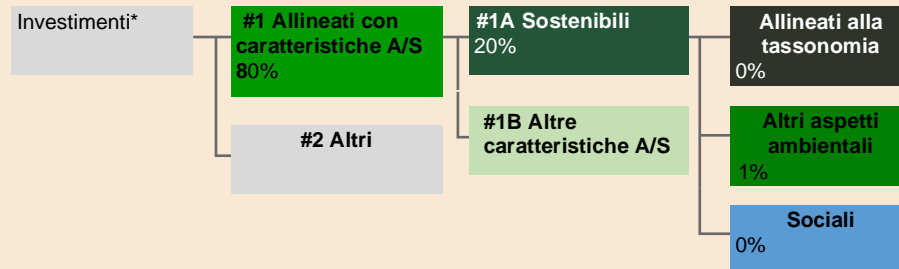 Investimenti*
#1 Allineati con
caratteristiche A/S
80%
#2 Altri
#1A Sostenibili
20%
#1B Altre
caratteristiche A/S
Allineati alla
tassonomia
0%
Altri aspetti
ambientali
1%
Sociali
0%